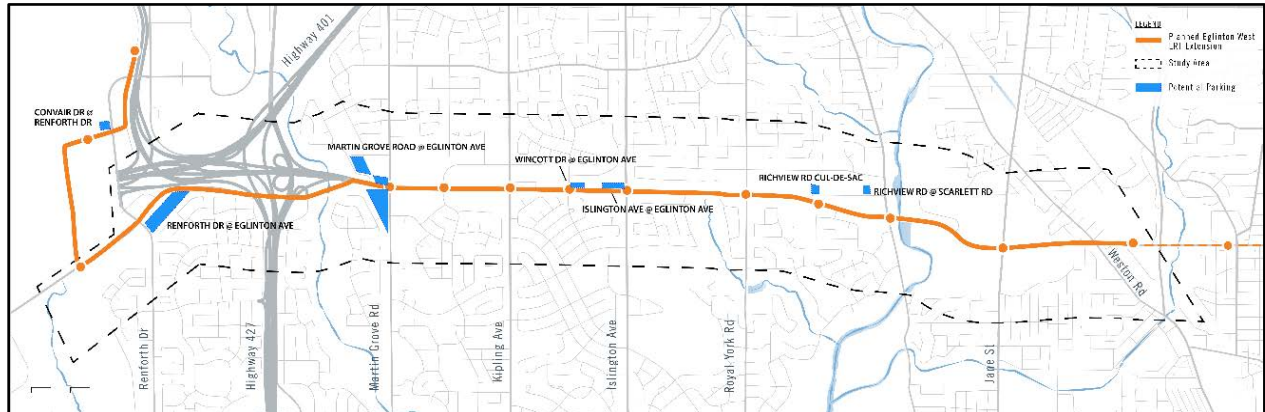 LEGEND
Planned Eglinton West
LRT Extension
Study Area
Potential Parking
Highway 401
CONVAIR DR @
RENFORTH DR
MARTIN GROVE ROAD @ EGLINTON AVE
WINCOTT DR @ EGLINTON AVE
RICHVIEW RD CUL-DE-SAC
RICHVIEW RD @ SCARLETT RD
ISLINGTON AVE @ EGLINTON AVE
RENFORTH DR @ EGLINTON AVE
Weston Rd
Renforth Dr
Highway 427
Martin Grove Rd
Kipling Ave
Islington Ave
Royal York Rd
Jane St